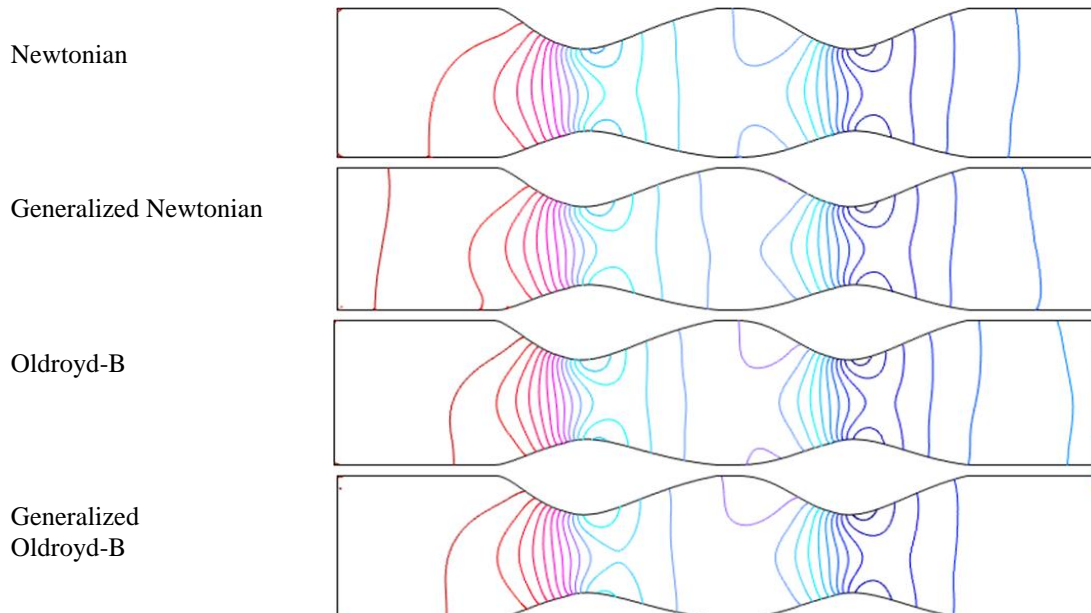 Newtonian
Generalized Newtonian
Oldroyd-B
Generalized
Oldroyd-B